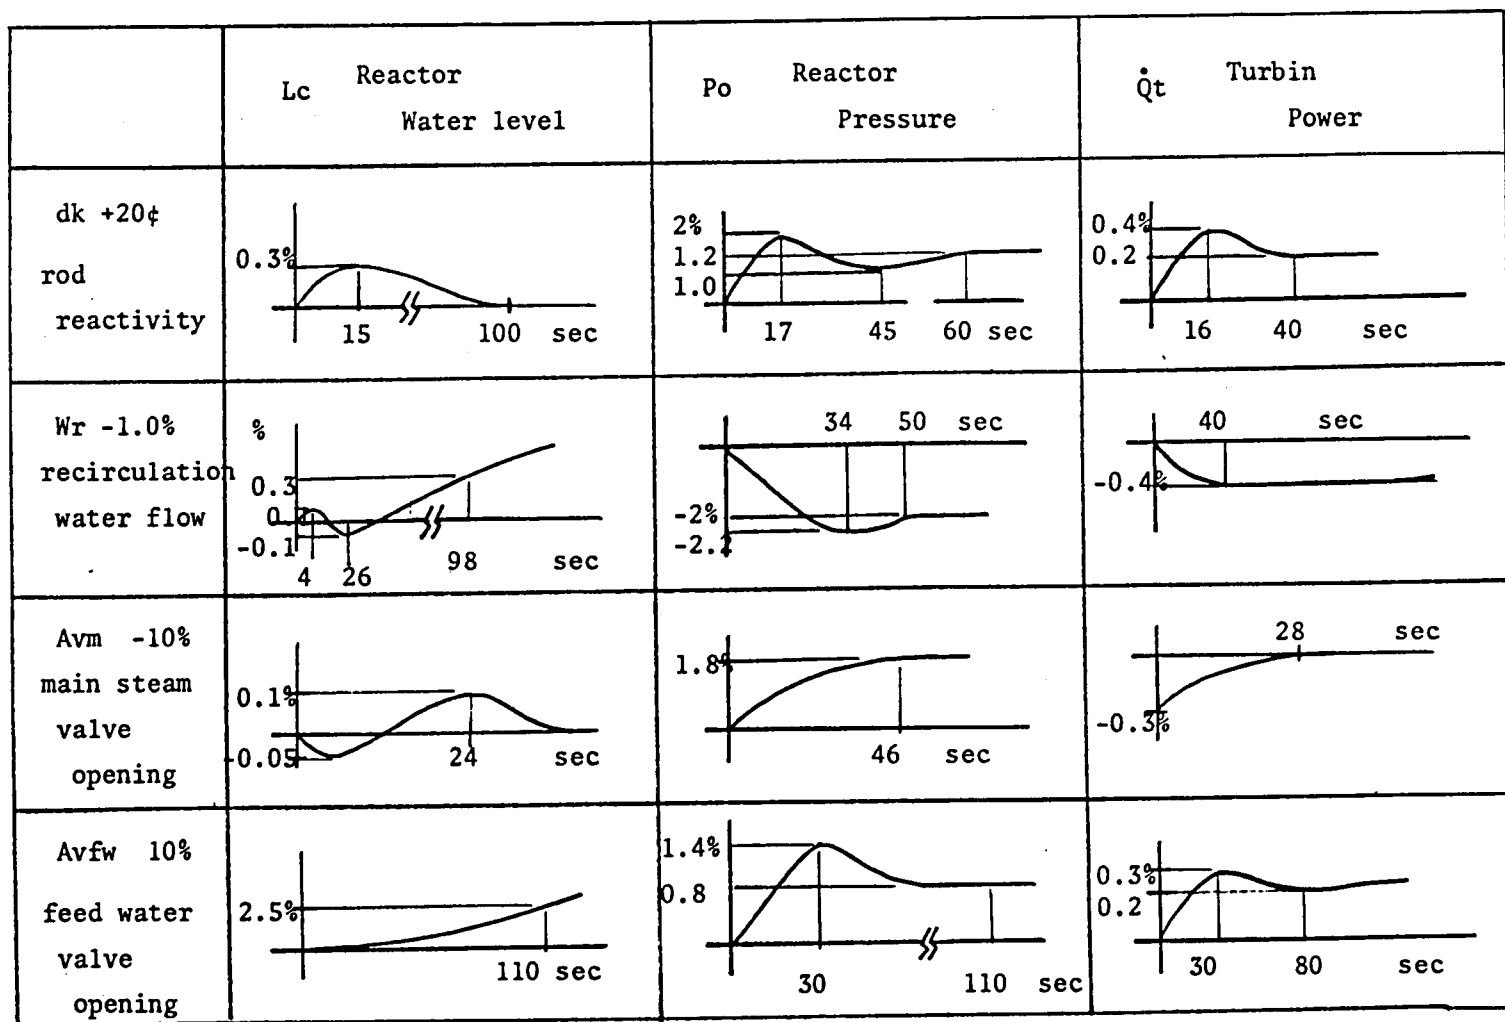 Lc Reactor
Water level
Po Reactor
Pressure
Q̇t Turbin
Power
dk +20¢
rod
reactivity
0.3%
15 100 sec
2%
1.2
1.0
17 45 60 sec
0.4%
0.2
16 40 sec
Wr -1.0%
recirculation
water flow
%
0.3
-0.1
4 26 98 sec
34 50 sec
-2%
-2.2
40 sec
-0.4%
Avm -10%
main steam
valve
opening
0.1%
-0.05
24 sec
1.8%
46 sec
28 sec
-0.3%
Avfw 10%
feed water
valve
opening
2.5%
110 sec
1.4%
0.8
30 110 sec
0.3%
0.2
30 80 sec